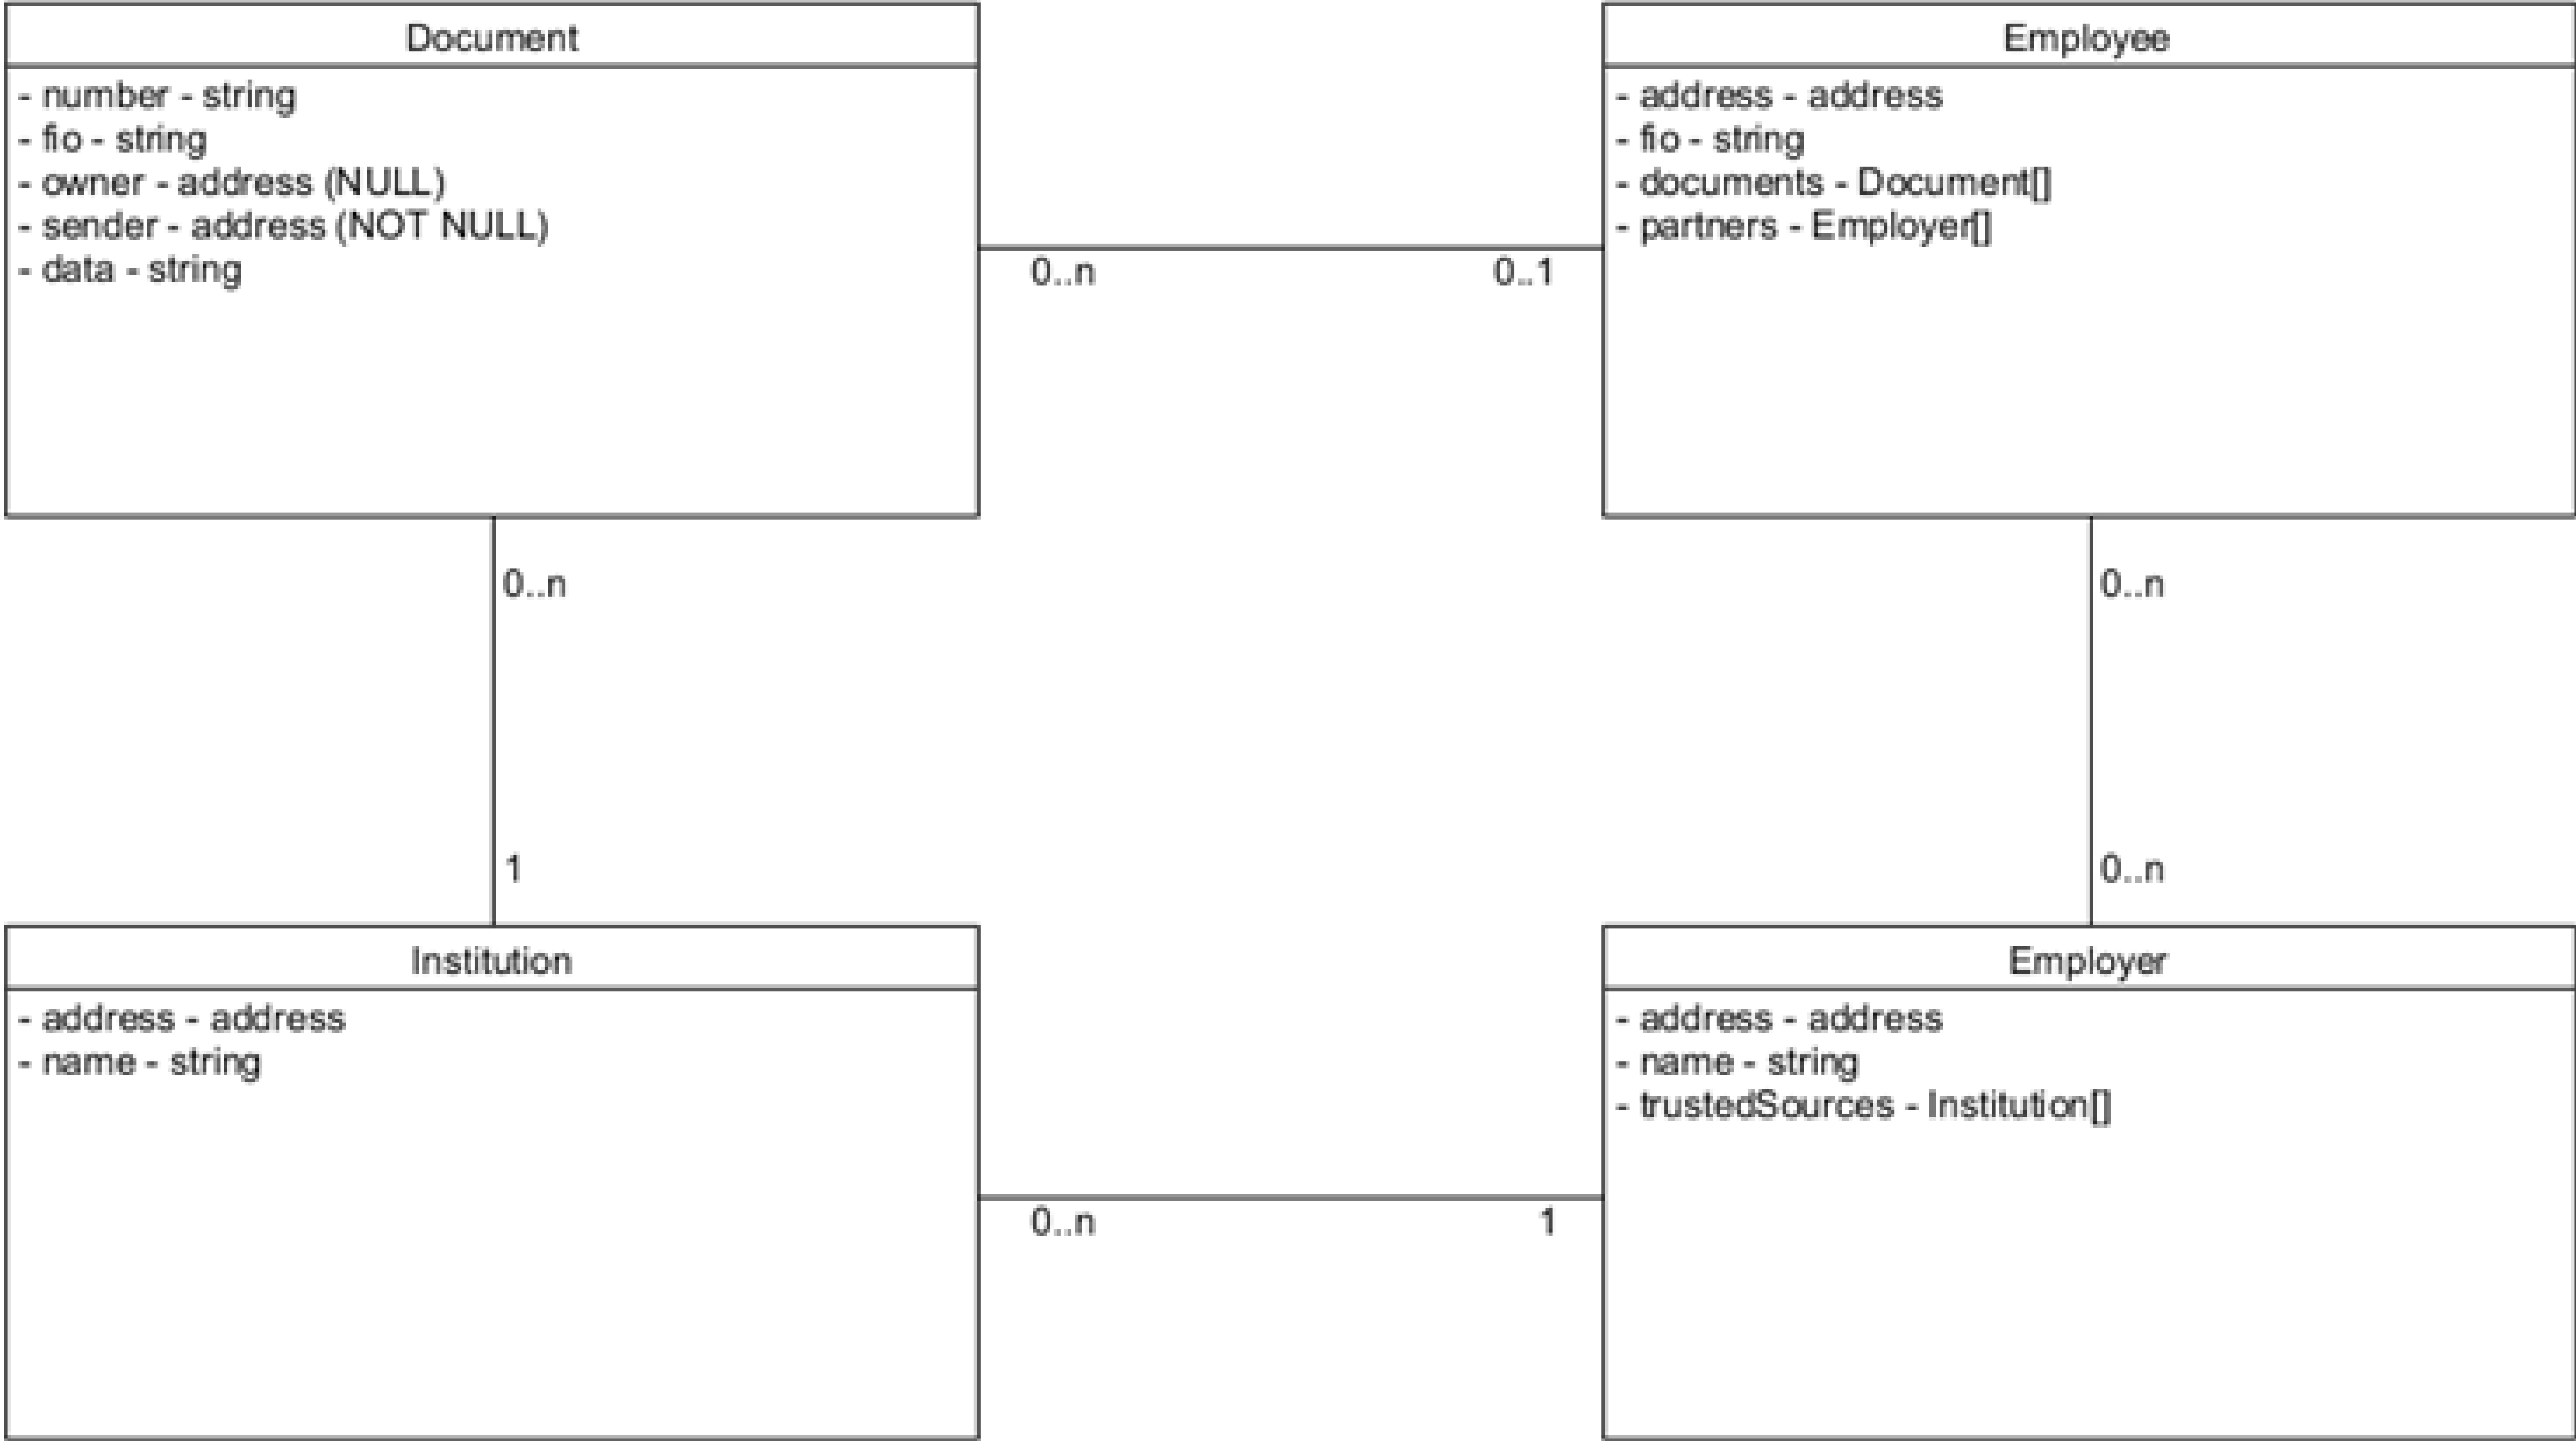 Document
- number - string
- fio - string
- owner - address (NULL)
- sender - address (NOT NULL)
- data - string
Employee
- address - address
- fio - string
- documents - Document[]
- partners - Employer[]
0..n
0..1
0..n
1
0..n
0..n
Institution
- address - address
- name - string
Employer
- address - address
- name - string
- trustedSources - Institution[]
0..n
1